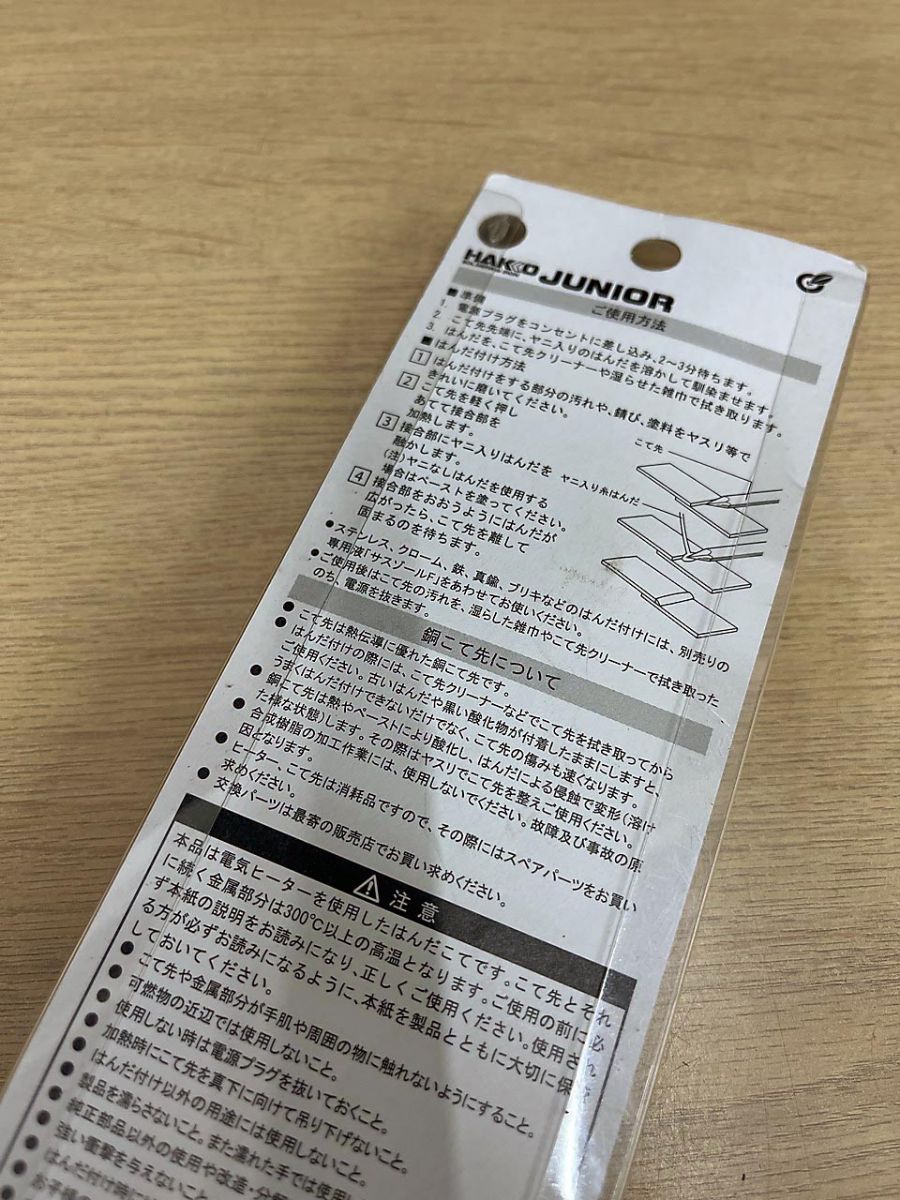 HAKKO JUNIOR
ご使用方法
■準備
1. 電源プラグをコンセントに差し込み、2〜3分待ちます。
2. こて先先端に、ヤニ入りのはんだを溶かして馴染ませます。
3. はんだを、こて先クリーナーや湿らせた雑巾で拭き取ります。
■はんだ付け方法
1 はんだ付けをする部分の汚れや、錆び、塗料をヤスリ等で
きれいに磨いてください。
2 こて先を軽く押し
あてて接合部を
加熱します。
3 接合部にヤニ入りはんだを
融かします。
(注)ヤニなしはんだを使用する
場合はペーストを塗ってください。
4 接合部をおおうようにはんだが
広がったら、こて先を離して
固まるのを待ちます。
こて先
ヤニ入り糸はんだ
●ステンレス、クローム、鉄、真鍮、ブリキなどのはんだ付けには、別売りの
専用液「サスゾールF」をあわせてお使いください。
●ご使用後はこて先の汚れを、湿らした雑巾やこて先クリーナーで拭き取った
のち、電源を抜きます。
銅こて先について
●こて先は熱伝導に優れた銅こて先です。
●はんだ付けの際には、こて先クリーナーなどでこて先を拭き取ってから
ご使用ください。古いはんだや黒い酸化物が付着したままにしますと、
うまくはんだ付けできないだけでなく、こて先の傷みも速くなります。
●銅こて先は熱やペーストにより酸化し、はんだによる侵蝕で変形(溶け
た様な状態)します。その際はヤスリでこて先を整えご使用ください。
●合成樹脂の加工作業には、使用しないでください。故障及び事故の原
因となります。
●ヒーター、こて先は消耗品ですので、その際にはスペアパーツをお買い
求めください。
●交換パーツは最寄の販売店でお買い求めください。
注意
本品は電気ヒーターを使用したはんだこてです。こて先とそれ
に続く金属部分は300℃以上の高温となります。ご使用の前に必
ず本紙の説明をお読みになり、正しくご使用ください。使用され
る方が必ずお読みになるように、本紙を製品とともに大切に保
しておいてください。
●こて先や金属部分が手肌や周囲の物に触れないようにすること。
●可燃物の近辺では使用しないこと。
●使用しない時は電源プラグを抜いておくこと。
●加熱時にこて先を真下に向けて吊り下げないこと。
●はんだ付け以外の用途には使用しないこと。
●製品を濡らさないこと。また濡れた手では使用し
●純正部品以外の使用や改造・分解
●強い衝撃を与えないこと。
●はんだ付け時に
●お子様の